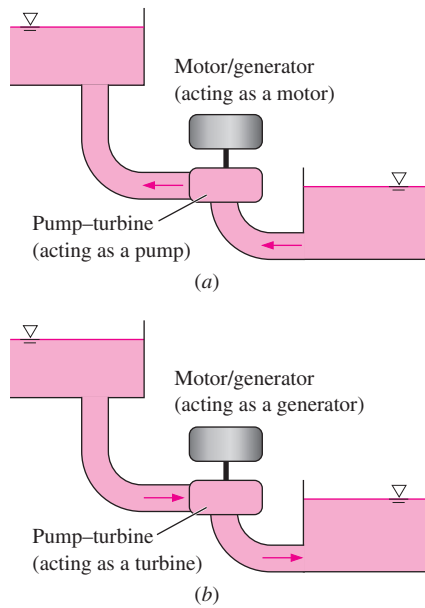 Motor/generator
(acting as a motor)
Pump–turbine
(acting as a pump)
(a)
Motor/generator
(acting as a generator)
Pump–turbine
(acting as a turbine)
(b)